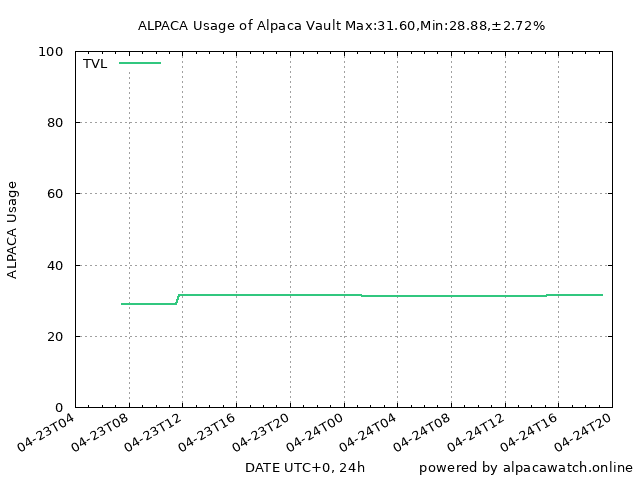 ALPACA Usage of Alpaca Vault Max:31.60,Min:28.88,±2.72%
TVL
100
80
60
40
20
0
ALPACA Usage
04-23T04
04-23T08
04-23T12
04-23T16
04-23T20
04-24T00
04-24T04
04-24T08
04-24T12
04-24T16
04-24T20
DATE UTC+0, 24h
powered by alpacawatch.online